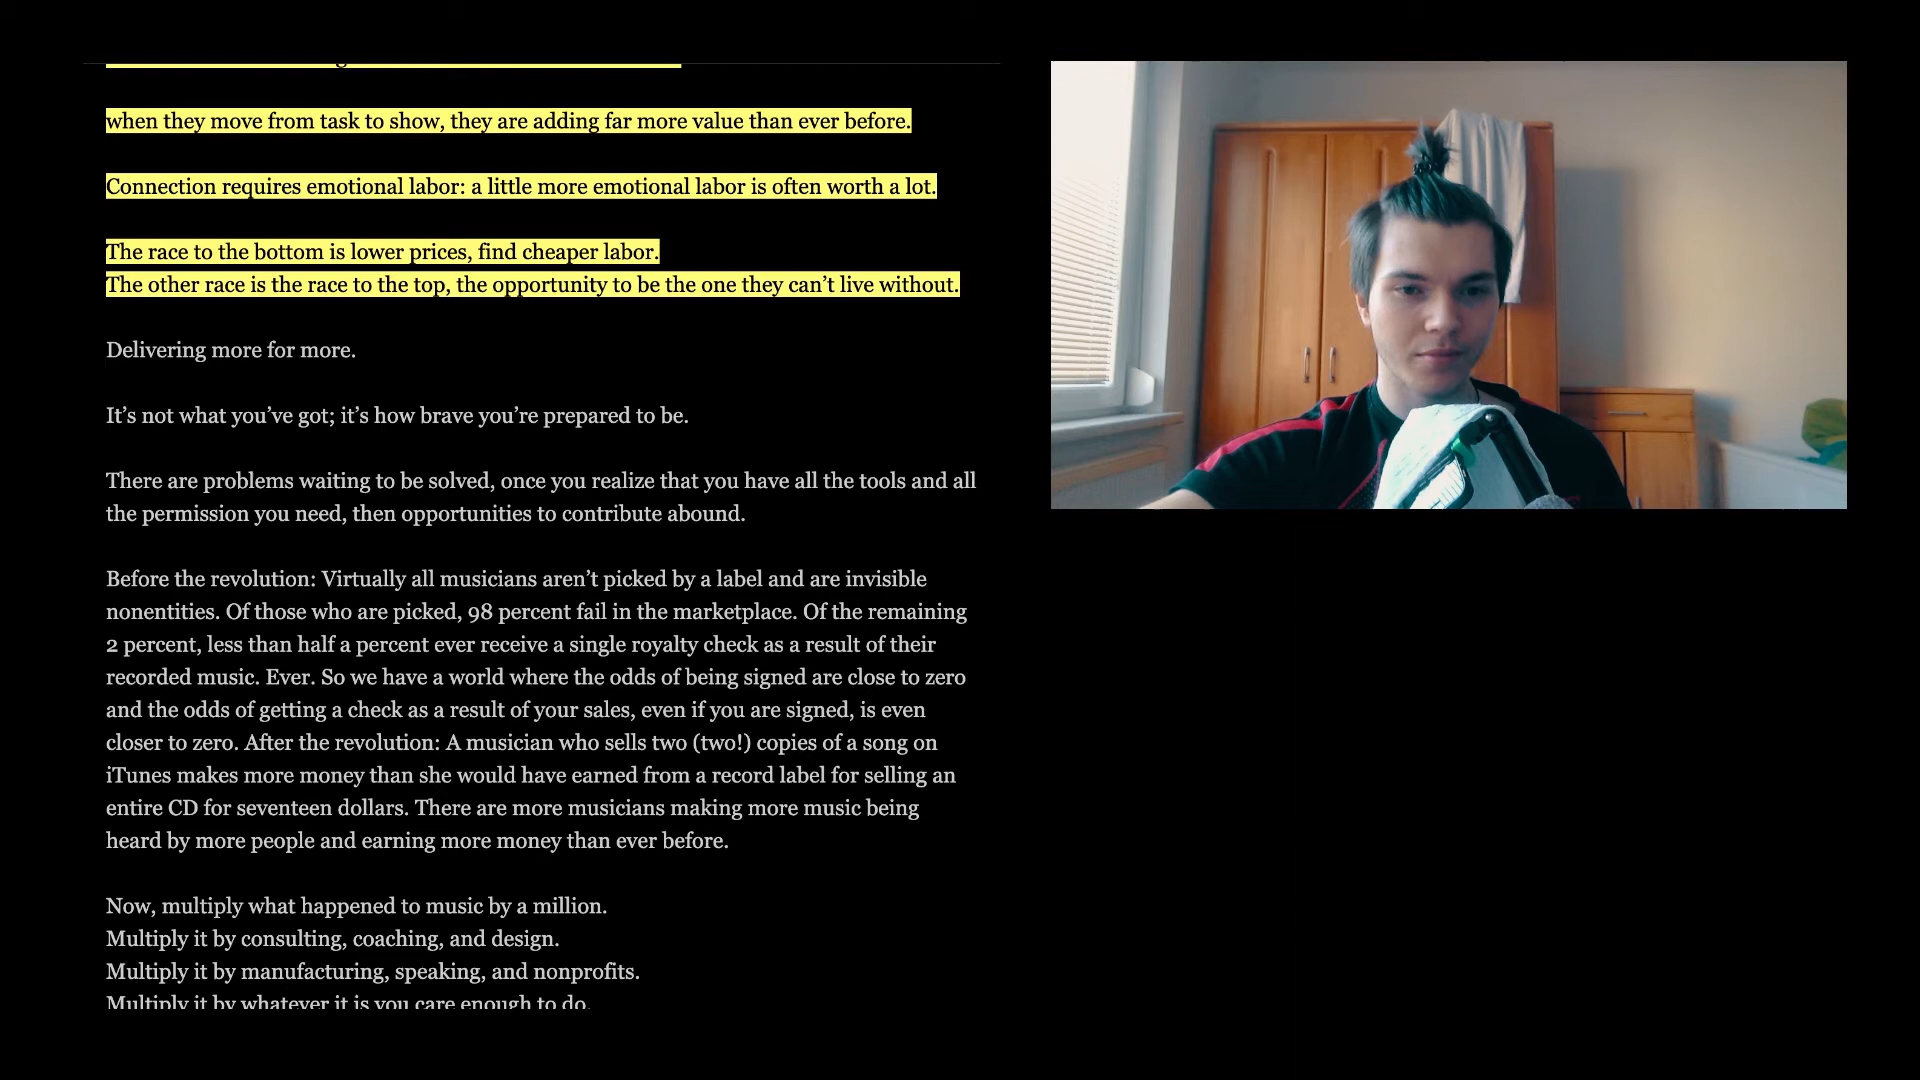 when they move from task to show, they are adding far more value than ever before.
Connection requires emotional labor: a little more emotional labor is often worth a lot.
The race to the bottom is lower prices, find cheaper labor.
The other race is the race to the top, the opportunity to be the one they can’t live without.
Delivering more for more.
It’s not what you’ve got; it’s how brave you’re prepared to be.
There are problems waiting to be solved, once you realize that you have all the tools and all
the permission you need, then opportunities to contribute abound.
Before the revolution: Virtually all musicians aren’t picked by a label and are invisible
nonentities. Of those who are picked, 98 percent fail in the marketplace. Of the remaining
2 percent, less than half a percent ever receive a single royalty check as a result of their
recorded music. Ever. So we have a world where the odds of being signed are close to zero
and the odds of getting a check as a result of your sales, even if you are signed, is even
closer to zero. After the revolution: A musician who sells two (two!) copies of a song on
iTunes makes more money than she would have earned from a record label for selling an
entire CD for seventeen dollars. There are more musicians making more music being
heard by more people and earning more money than ever before.
Now, multiply what happened to music by a million.
Multiply it by consulting, coaching, and design.
Multiply it by manufacturing, speaking, and nonprofits.
Multiply it by whatever it is you care enough to do.